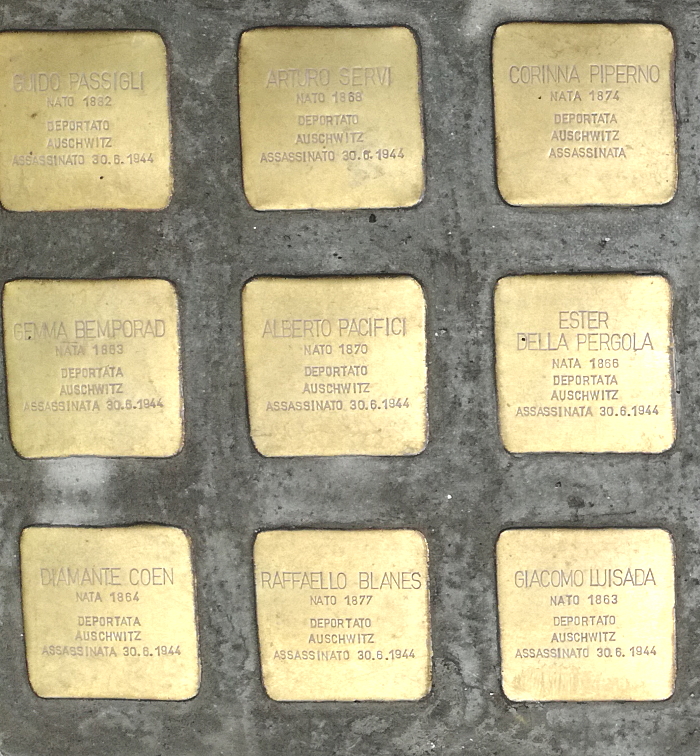 GUIDO PASSIGLI
NATO 1882
DEPORTATO
AUSCHWITZ
ASSASSINATO 30.6.1944
ARTURO SERVI
NATO 1868
DEPORTATO
AUSCHWITZ
ASSASSINATO 30.6.1944
CORINNA PIPERNO
NATA 1874
DEPORTATA
AUSCHWITZ
ASSASSINATA
GEMMA BEMPORAD
NATA 1863
DEPORTATA
AUSCHWITZ
ASSASSINATA 30.6.1944
ALBERTO PACIFICI
NATO 1870
DEPORTATO
AUSCHWITZ
ASSASSINATO 30.6.1944
ESTER
DELLA PERGOLA
NATA 1866
DEPORTATA
AUSCHWITZ
ASSASSINATA 30.6.1944
DIAMANTE COEN
NATA 1864
DEPORTATA
AUSCHWITZ
ASSASSINATA 30.6.1944
RAFFAELLO BLANES
NATO 1877
DEPORTATO
AUSCHWITZ
ASSASSINATO 30.6.1944
GIACOMO LUISADA
NATO 1863
DEPORTATO
AUSCHWITZ
ASSASSINATO 30.6.1944